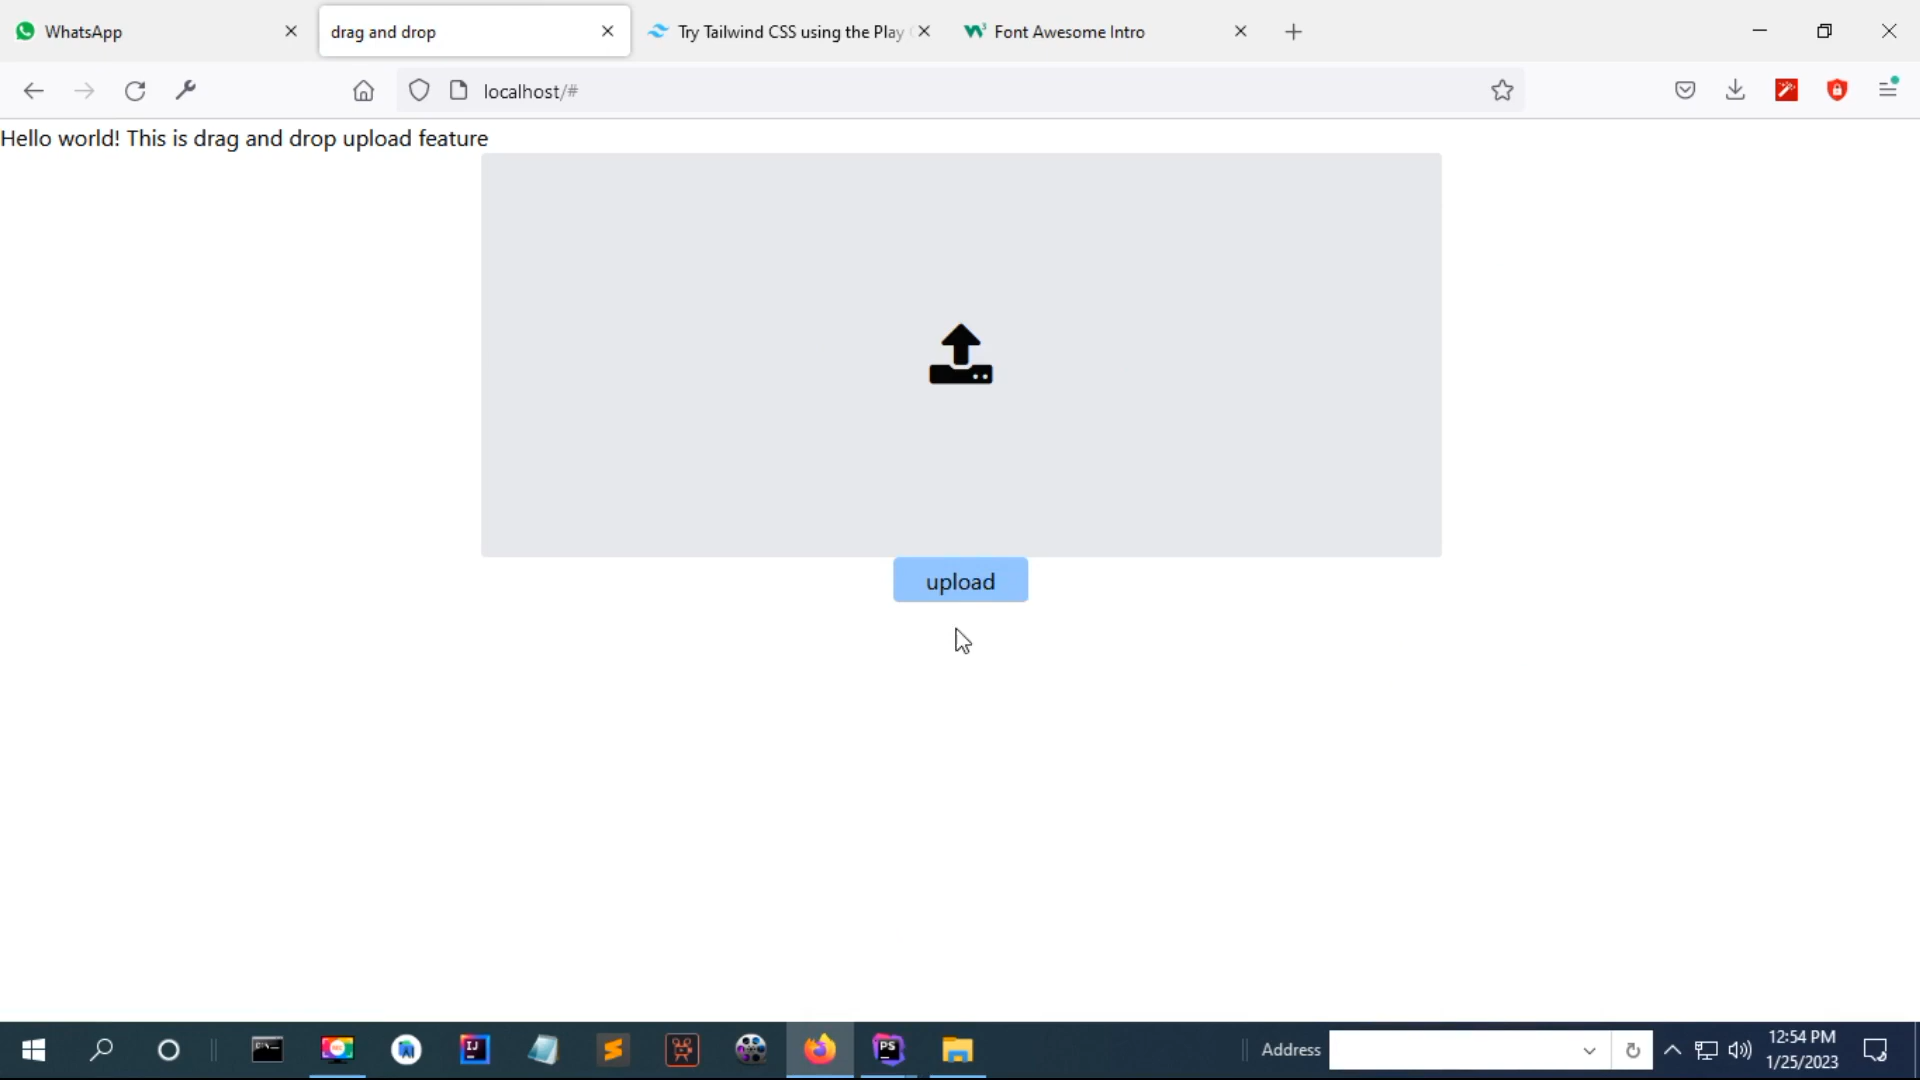 WhatsApp
drag and drop
Try Tailwind CSS using the Play
Font Awesome Intro
localhost/#
Hello world! This is drag and drop upload feature
upload
Address
12:54 PM
1/25/2023